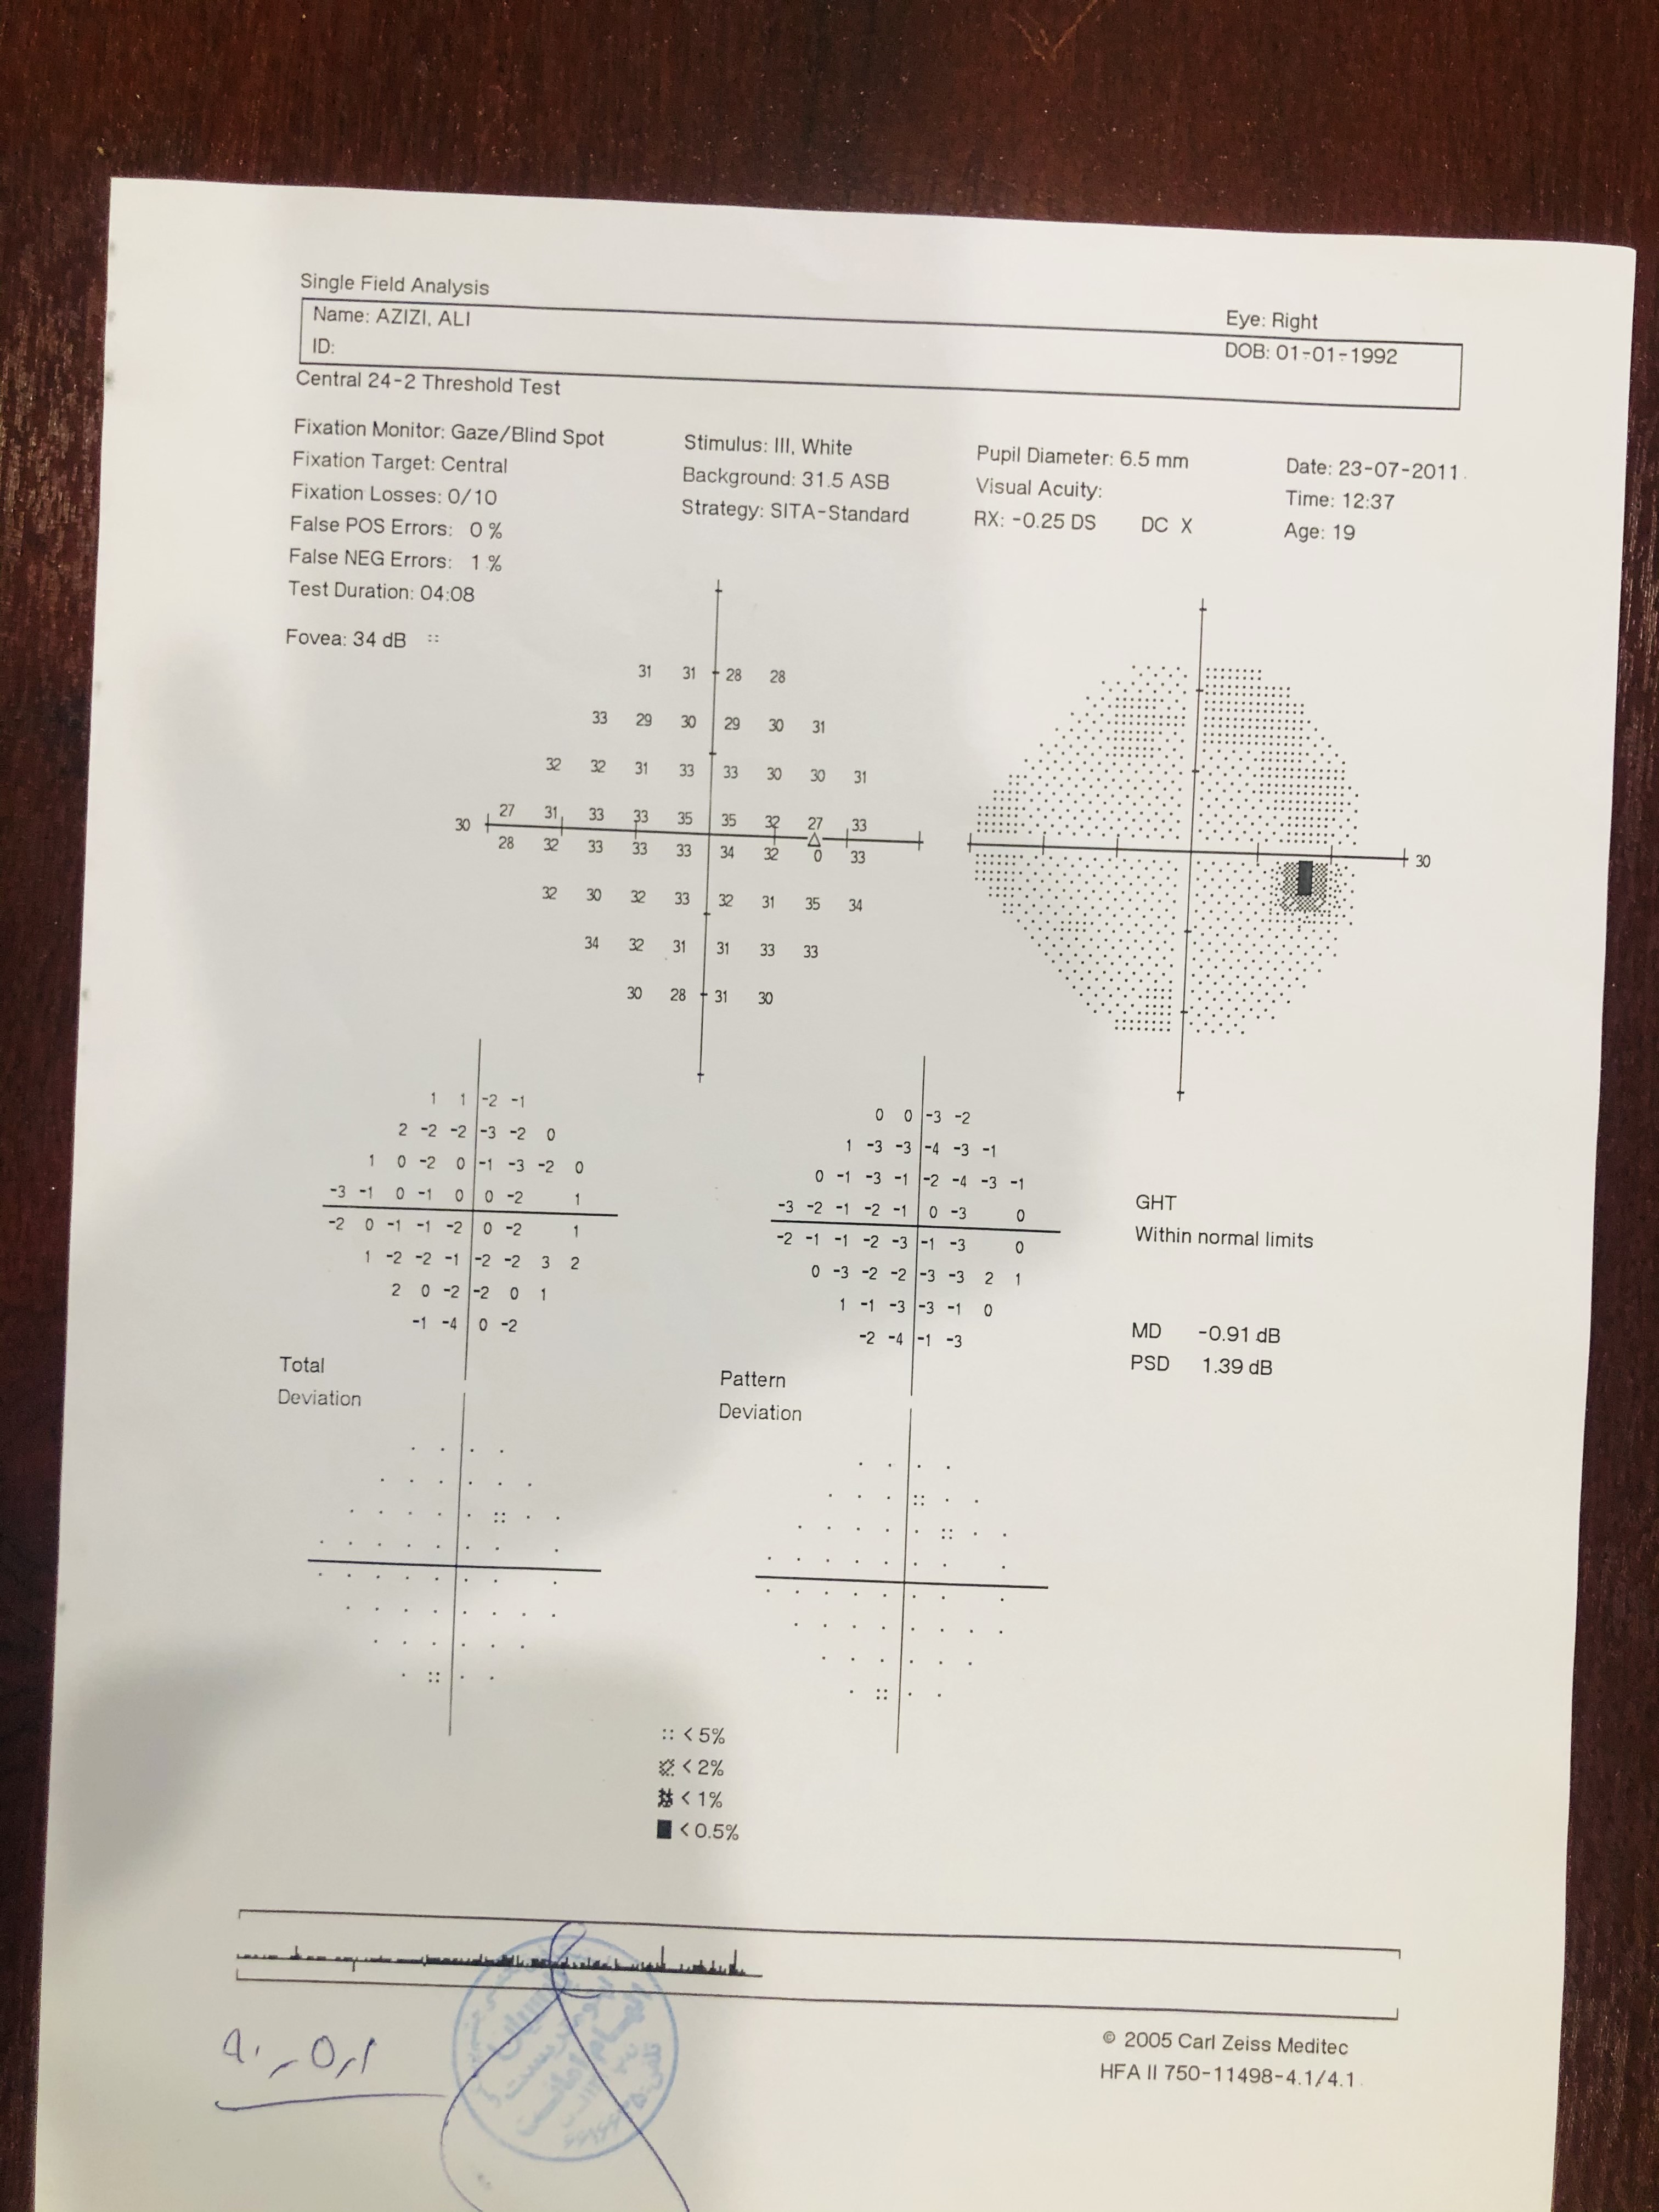 Single Field Analysis
Eye: Right
Name: AZIZI, ALI
DOB: 01-01-1992
ID:
Central 24-2 Threshold Test
Fixation Monitor: Gaze/Blind Spot
Fixation Target: Central
Fixation Losses: 0/10
False POS Errors: 0 %
False NEG Errors: 1 %
Test Duration: 04:08
Fovea: 34 dB ::
Stimulus: III, White
Background: 31.5 ASB
Strategy: SITA-Standard
Pupil Diameter: 6.5 mm
Visual Acuity:
RX: -0.25 DS DC X
Date: 23-07-2011
Time: 12:37
Age: 19
31 31 28 28
33 29 30 29 30 31
32 32 31 33 33 30 30 31
27 31 33 33 35 35 32 27 33
30
28 32 33 33 33 34 32 0 33
32 30 32 33 32 31 35 34
34 32 31 31 33 33
30 28 31 30
30
1 1 -2 -1
2 -2 -2 -3 -2 0
1 0 -2 0 -1 -3 -2 0
-3 -1 0 -1 0 0 -2 1
-2 0 -1 -1 -2 0 -2 1
1 -2 -2 -1 -2 -2 3 2
2 0 -2 -2 0 1
-1 -4 0 -2
Total
Deviation
0 0 -3 -2
1 -3 -3 -4 -3 -1
0 -1 -3 -1 -2 -4 -3 -1
-3 -2 -1 -2 -1 0 -3 0
-2 -1 -1 -2 -3 -1 -3 0
0 -3 -2 -2 -3 -3 2 1
1 -1 -3 -3 -1 0
-2 -4 -1 -3
Pattern
Deviation
GHT
Within normal limits
MD -0.91 dB
PSD 1.39 dB
:: < 5%
< 2%
< 1%
< 0.5%
© 2005 Carl Zeiss Meditec
HFA II 750-11498-4.1/4.1